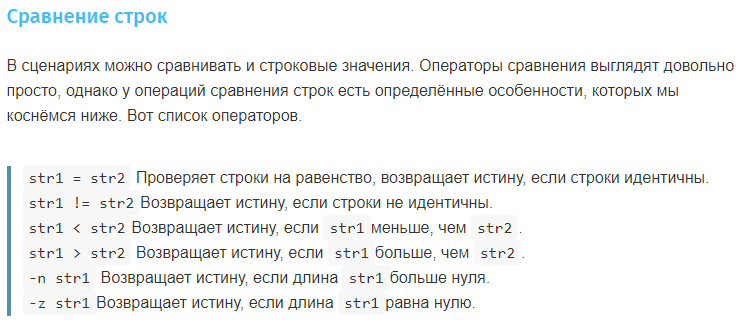 Сравнение строк
В сценариях можно сравнивать и строковые значения. Операторы сравнения выглядят довольно
просто, однако у операций сравнения строк есть определённые особенности, которых мы
коснёмся ниже. Вот список операторов.
str1 = str2 Проверяет строки на равенство, возвращает истину, если строки идентичны.
str1 != str2 Возвращает истину, если строки не идентичны.
str1 < str2 Возвращает истину, если str1 меньше, чем str2 .
str1 > str2 Возвращает истину, если str1 больше, чем str2 .
-n str1 Возвращает истину, если длина str1 больше нуля.
-z str1 Возвращает истину, если длина str1 равна нулю.